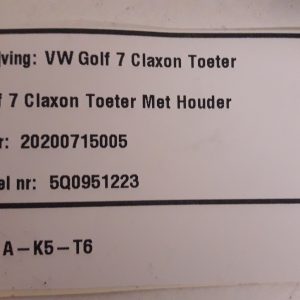 ving: VW Golf 7 Claxon Toeter
f 7 Claxon Toeter Met Houder
r: 20200715005
el nr: 5Q0951223
A-K5-T6